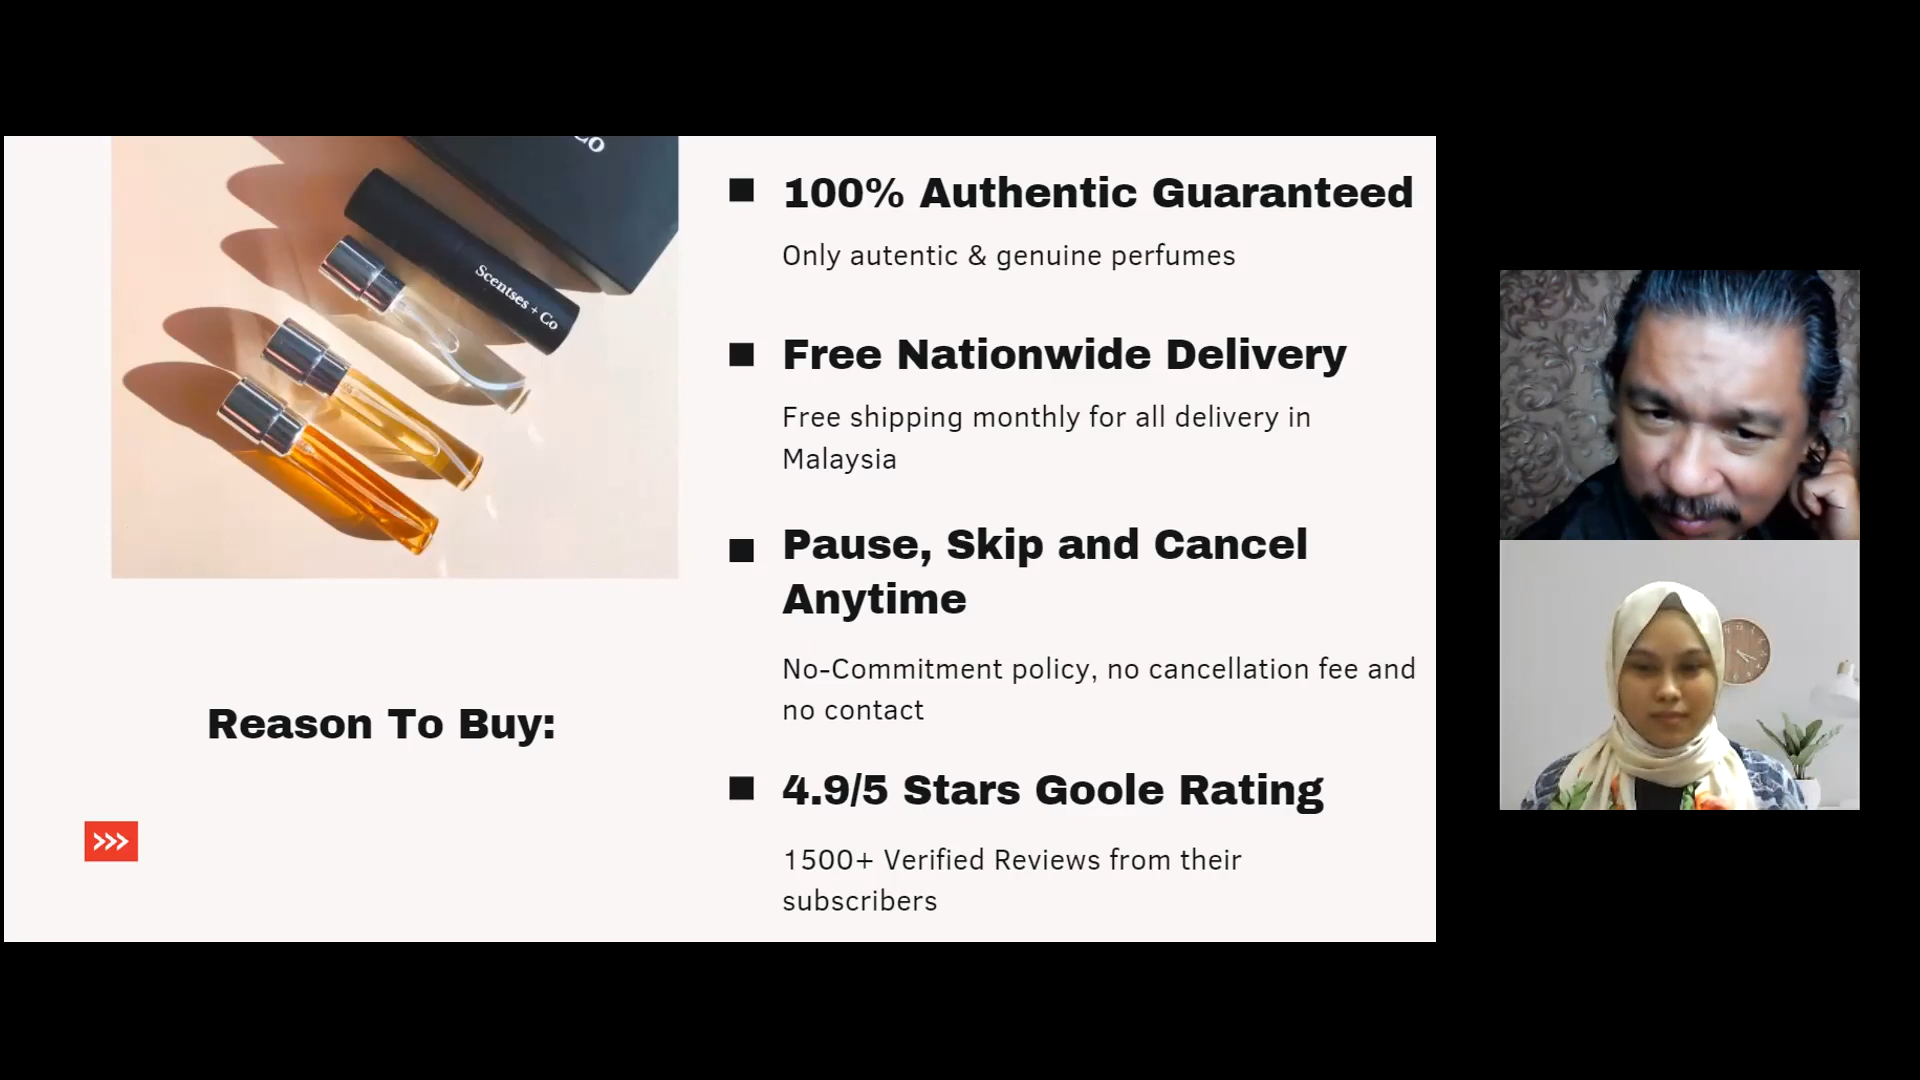 Co
Scentses + Co
Reason To Buy:
100% Authentic Guaranteed
Only autentic & genuine perfumes
Free Nationwide Delivery
Free shipping monthly for all delivery in
Malaysia
Pause, Skip and Cancel
Anytime
No-Commitment policy, no cancellation fee and
no contact
4.9/5 Stars Goole Rating
1500+ Verified Reviews from their
subscribers